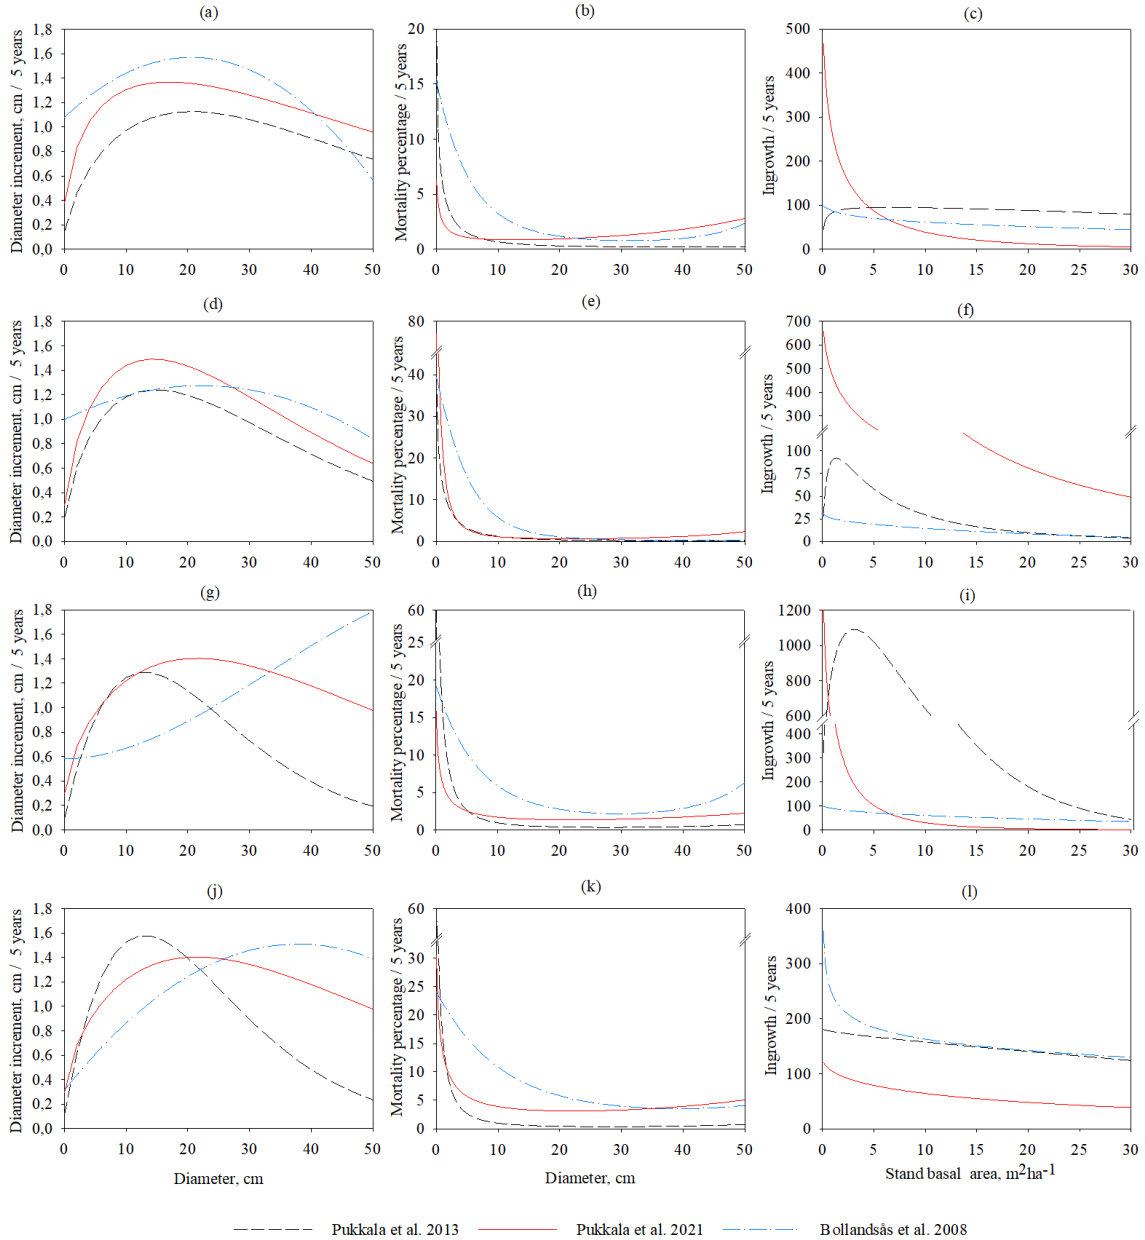 (a)
Diameter increment, cm / 5 years
1,8
1,6
1,4
1,2
1,0
0,8
0,6
0,4
0,2
0,0
0 10 20 30 40 50
(b)
Mortality percentage / 5 years
20
15
10
5
0
0 10 20 30 40 50
(c)
Ingrowth / 5 years
500
400
300
200
100
0
0 5 10 15 20 25 30
(d)
Diameter increment, cm / 5 years
1,8
1,6
1,4
1,2
1,0
0,8
0,6
0,4
0,2
0,0
0 10 20 30 40 50
(e)
Mortality percentage / 5 years
80
40
30
20
10
0
0 10 20 30 40 50
(f)
Ingrowth / 5 years
700
600
500
400
300
100
75
50
25
0
0 5 10 15 20 25 30
(g)
Diameter increment, cm / 5 years
1,8
1,6
1,4
1,2
1,0
0,8
0,6
0,4
0,2
0,0
0 10 20 30 40 50
(h)
Mortality percentage / 5 years
60
25
20
15
10
5
0
0 10 20 30 40 50
(i)
Ingrowth / 5 years
1200
1000
800
600
400
300
200
100
0
0 5 10 15 20 25 30
(j)
Diameter increment, cm / 5 years
1,8
1,6
1,4
1,2
1,0
0,8
0,6
0,4
0,2
0,0
0 10 20 30 40 50
Diameter, cm
(k)
Mortality percentage / 5 years
60
30
25
20
15
10
5
0
0 10 20 30 40 50
Diameter, cm
(l)
Ingrowth / 5 years
400
300
200
100
0
0 5 10 15 20 25 30
Stand basal area, m²ha⁻¹
Pukkala et al. 2013 Pukkala et al. 2021 Bollandsås et al. 2008